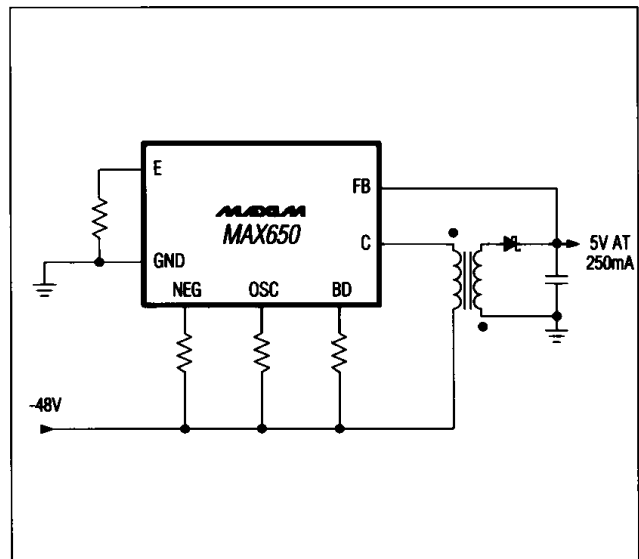 E
FB
MAXIM
MAX650
C
5V AT
250mA
GND
NEG OSC BD
-48V